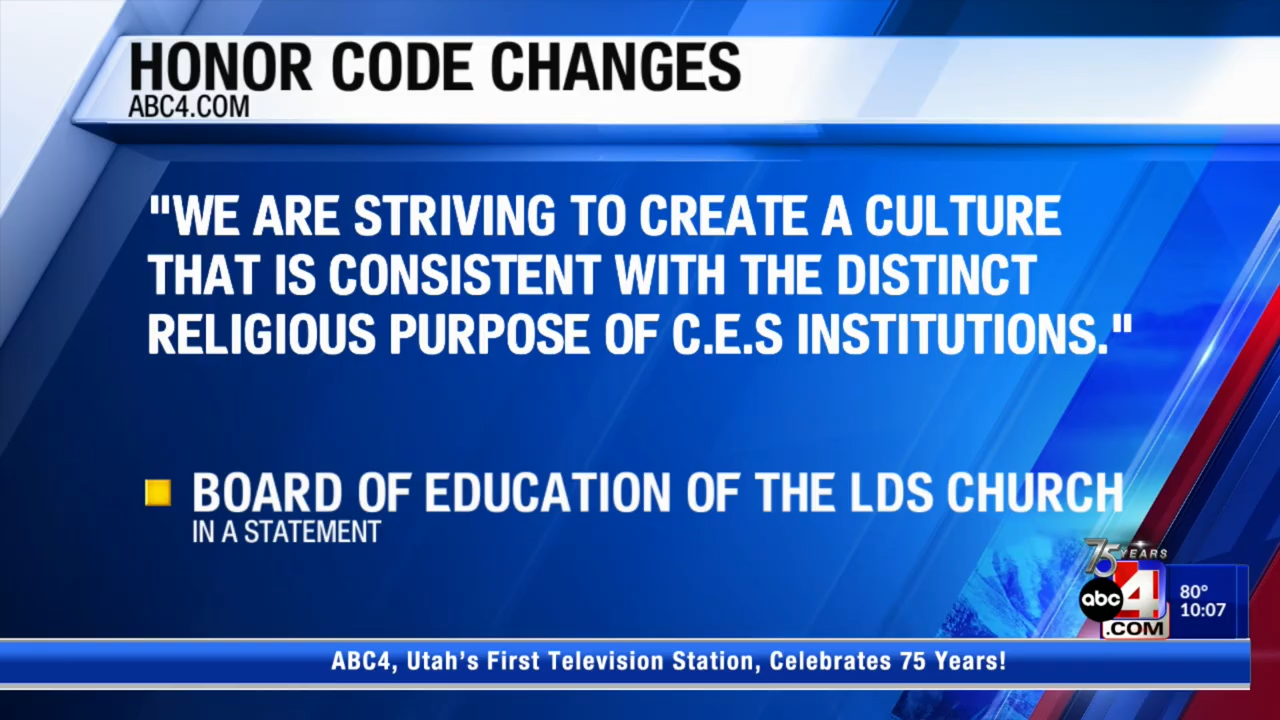 HONOR CODE CHANGES
ABC4.COM
"WE ARE STRIVING TO CREATE A CULTURE
THAT IS CONSISTENT WITH THE DISTINCT
RELIGIOUS PURPOSE OF C.E.S INSTITUTIONS."
BOARD OF EDUCATION OF THE LDS CHURCH
IN A STATEMENT
75 YEARS
abc 4
.COM
80°
10:07
ABC4, Utah's First Television Station, Celebrates 75 Years!